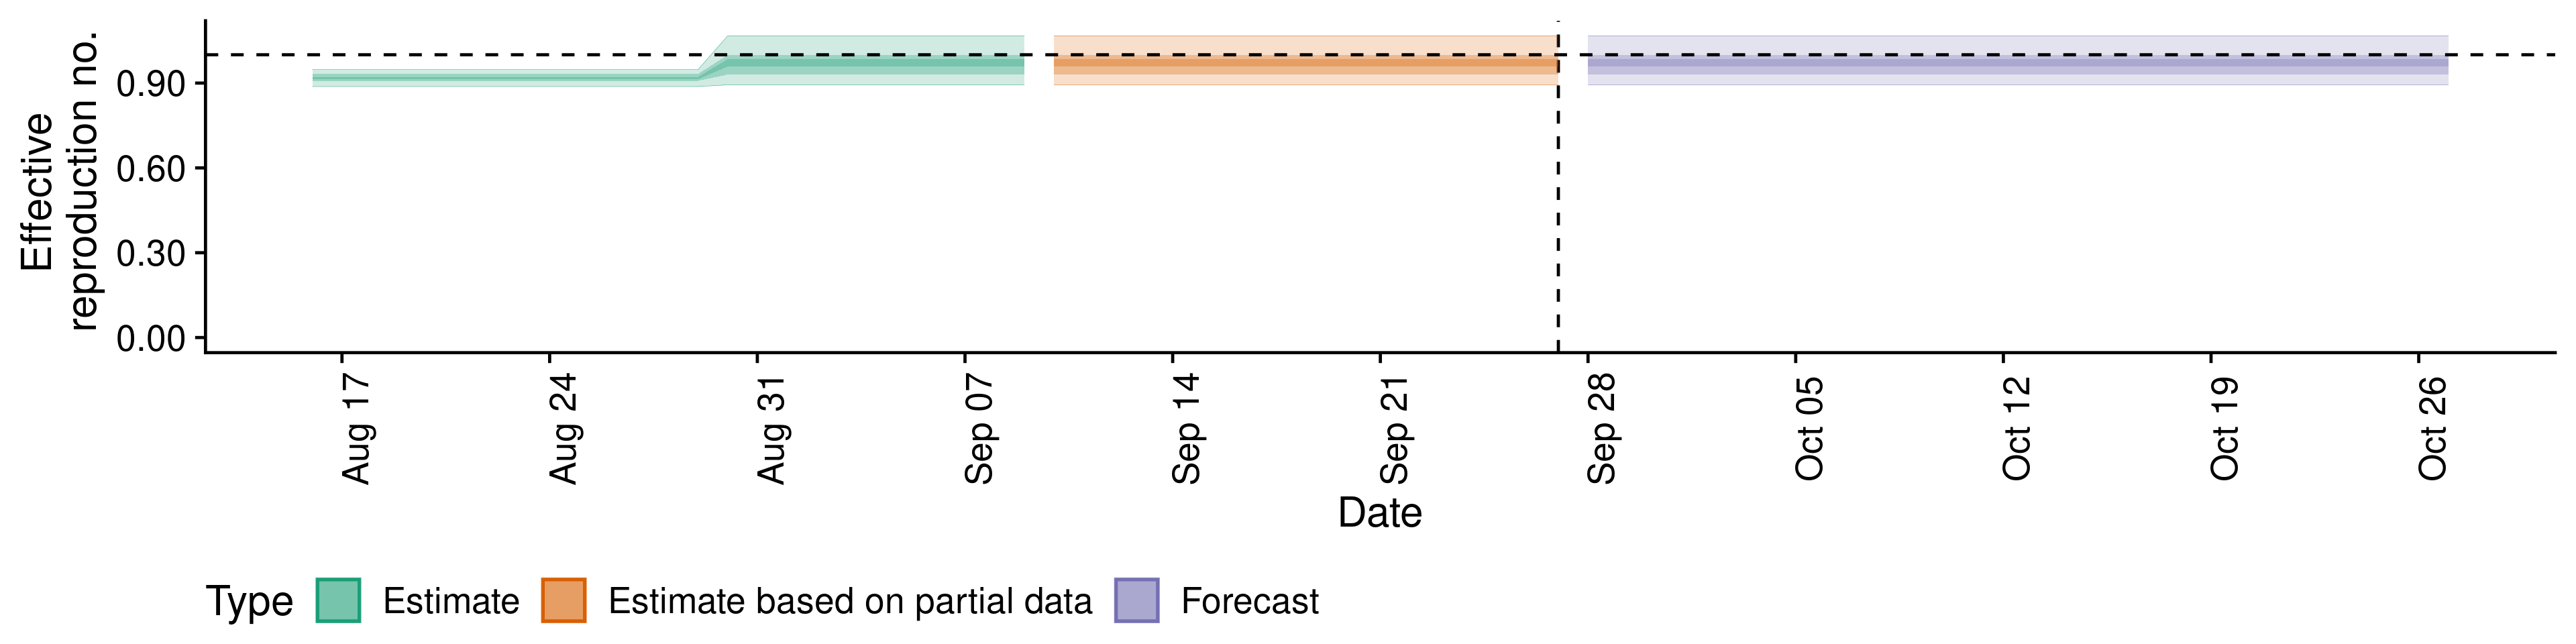 Effective
reproduction no.
0.90
0.60
0.30
0.00
Aug 17
Aug 24
Aug 31
Sep 07
Sep 14
Sep 21
Sep 28
Oct 05
Oct 12
Oct 19
Oct 26
Date
Type Estimate Estimate based on partial data Forecast